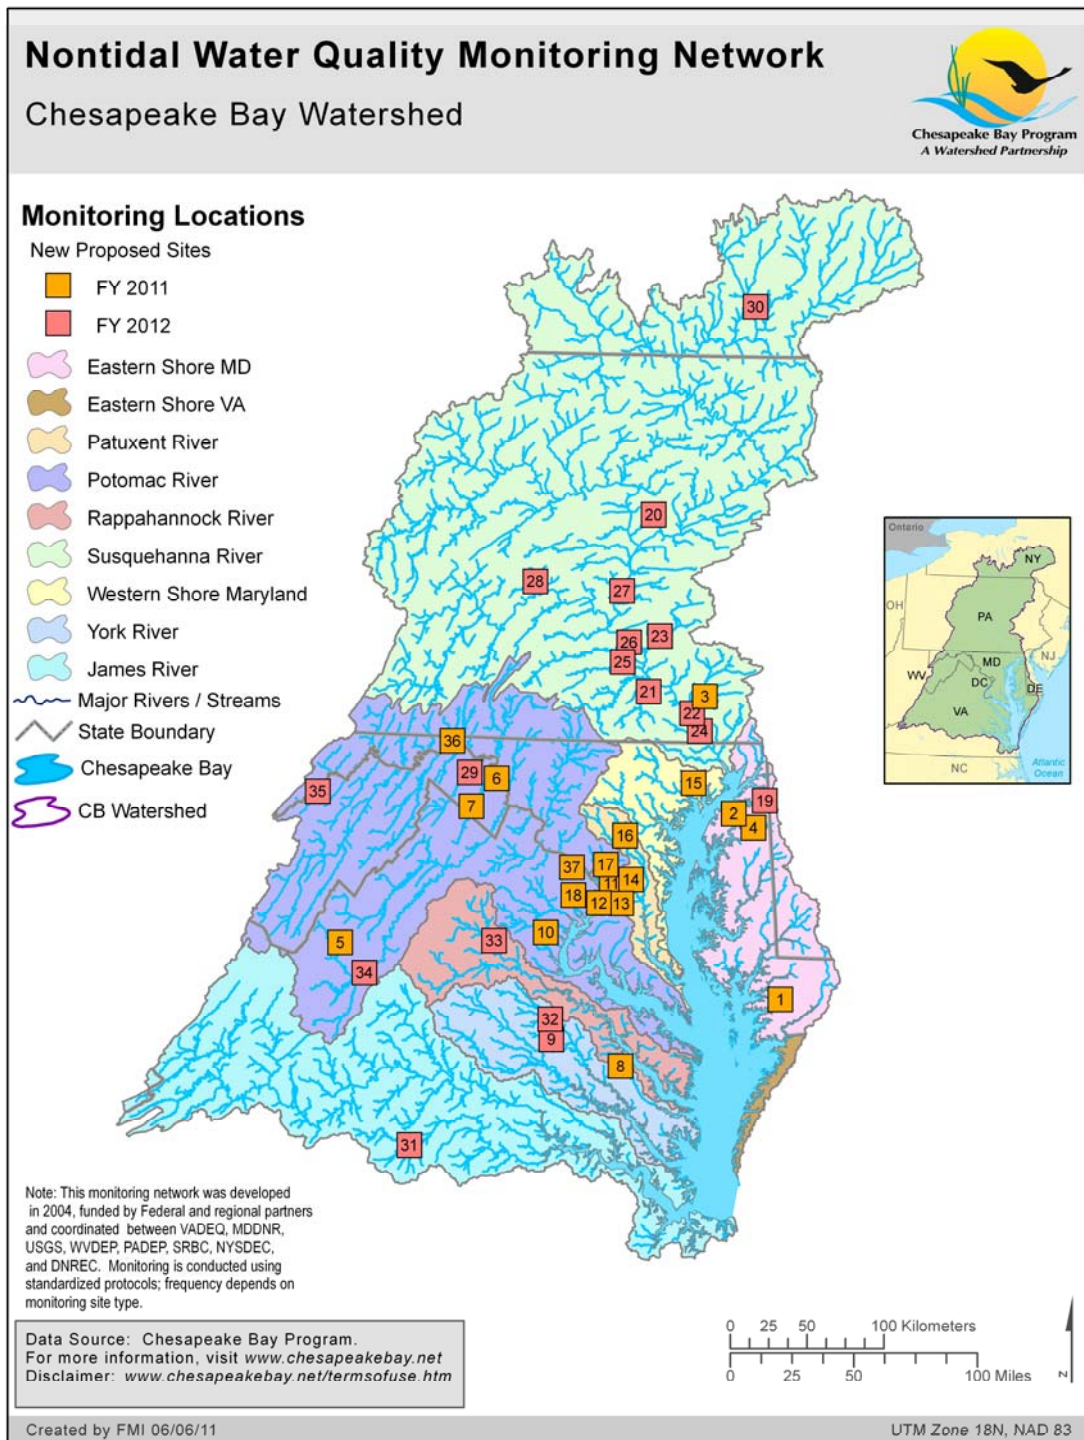 Nontidal Water Quality Monitoring Network
Chesapeake Bay Watershed
Chesapeake Bay Program
A Watershed Partnership
Monitoring Locations
New Proposed Sites
FY 2011
FY 2012
Eastern Shore MD
Eastern Shore VA
Patuxent River
Potomac River
Rappahannock River
Susquehanna River
Western Shore Maryland
York River
James River
Major Rivers / Streams
State Boundary
Chesapeake Bay
CB Watershed
30
20
28
27
26
23
25
21
3
22
24
36
29
6
35
7
15
19
2
4
16
17
37
11
14
18
12
13
10
33
5
34
1
32
9
8
31
Ontario
NY
OH
PA
NJ
MD
WV
DC
DE
VA
NC
Atlantic
Ocean
Note: This monitoring network was developed
in 2004, funded by Federal and regional partners
and coordinated between VADEQ, MDDNR,
USGS, WVDEP, PADEP, SRBC, NYSDEC,
and DNREC. Monitoring is conducted using
standardized protocols; frequency depends on
monitoring site type.
Data Source: Chesapeake Bay Program.
For more information, visit www.chesapeakebay.net
Disclaimer: www.chesapeakebay.net/termsofuse.htm
0 25 50 100 Kilometers
0 25 50 100 Miles
N
Created by FMI 06/06/11
UTM Zone 18N, NAD 83